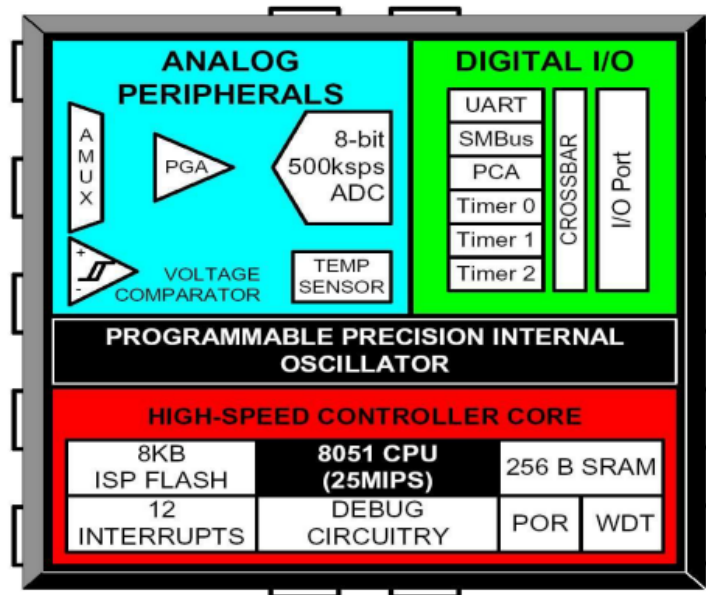 ANALOG
PERIPHERALS
A
M
U
X
PGA
8-bit
500ksps
ADC
+
-
VOLTAGE
COMPARATOR
TEMP
SENSOR
DIGITAL I/O
UART
SMBus
PCA
Timer 0
Timer 1
Timer 2
CROSSBAR
I/O Port
PROGRAMMABLE PRECISION INTERNAL
OSCILLATOR
HIGH-SPEED CONTROLLER CORE
8KB
ISP FLASH
8051 CPU
(25MIPS)
256 B SRAM
12
INTERRUPTS
DEBUG
CIRCUITRY
POR
WDT